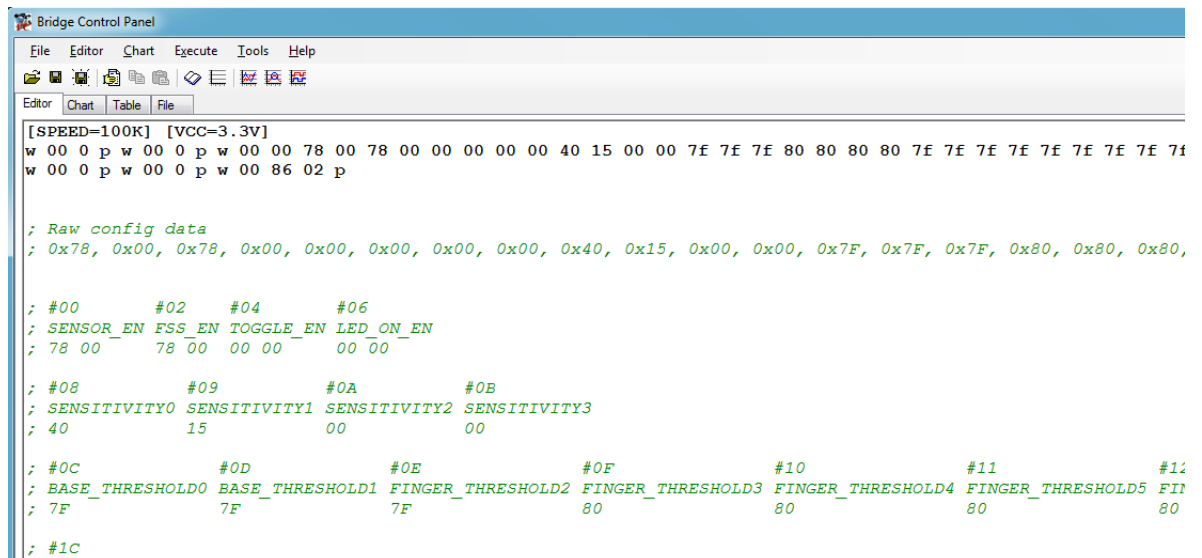 Bridge Control Panel
File Editor Chart Execute Tools Help
Editor Chart Table File
[SPEED=100K] [VCC=3.3V]
w 00 0 p w 00 0 p w 00 00 78 00 78 00 00 00 00 00 40 15 00 00 7f 7f 7f 80 80 80 80 7f 7f 7f 7f 7f 7f 7f 7f 7f
w 00 0 p w 00 0 p w 00 86 02 p
; Raw config data
; 0x78, 0x00, 0x78, 0x00, 0x00, 0x00, 0x00, 0x00, 0x40, 0x15, 0x00, 0x00, 0x7F, 0x7F, 0x7F, 0x80, 0x80, 0x80,
; #00 #02 #04 #06
; SENSOR_EN FSS_EN TOGGLE_EN LED_ON_EN
; 78 00 78 00 00 00 00 00
; #08 #09 #0A #0B
; SENSITIVITY0 SENSITIVITY1 SENSITIVITY2 SENSITIVITY3
; 40 15 00 00
; #0C #0D #0E #0F #10 #11 #12
; BASE_THRESHOLD0 BASE_THRESHOLD1 FINGER_THRESHOLD2 FINGER_THRESHOLD3 FINGER_THRESHOLD4 FINGER_THRESHOLD5
; 7F 7F 7F 80 80 80 80
; #1C